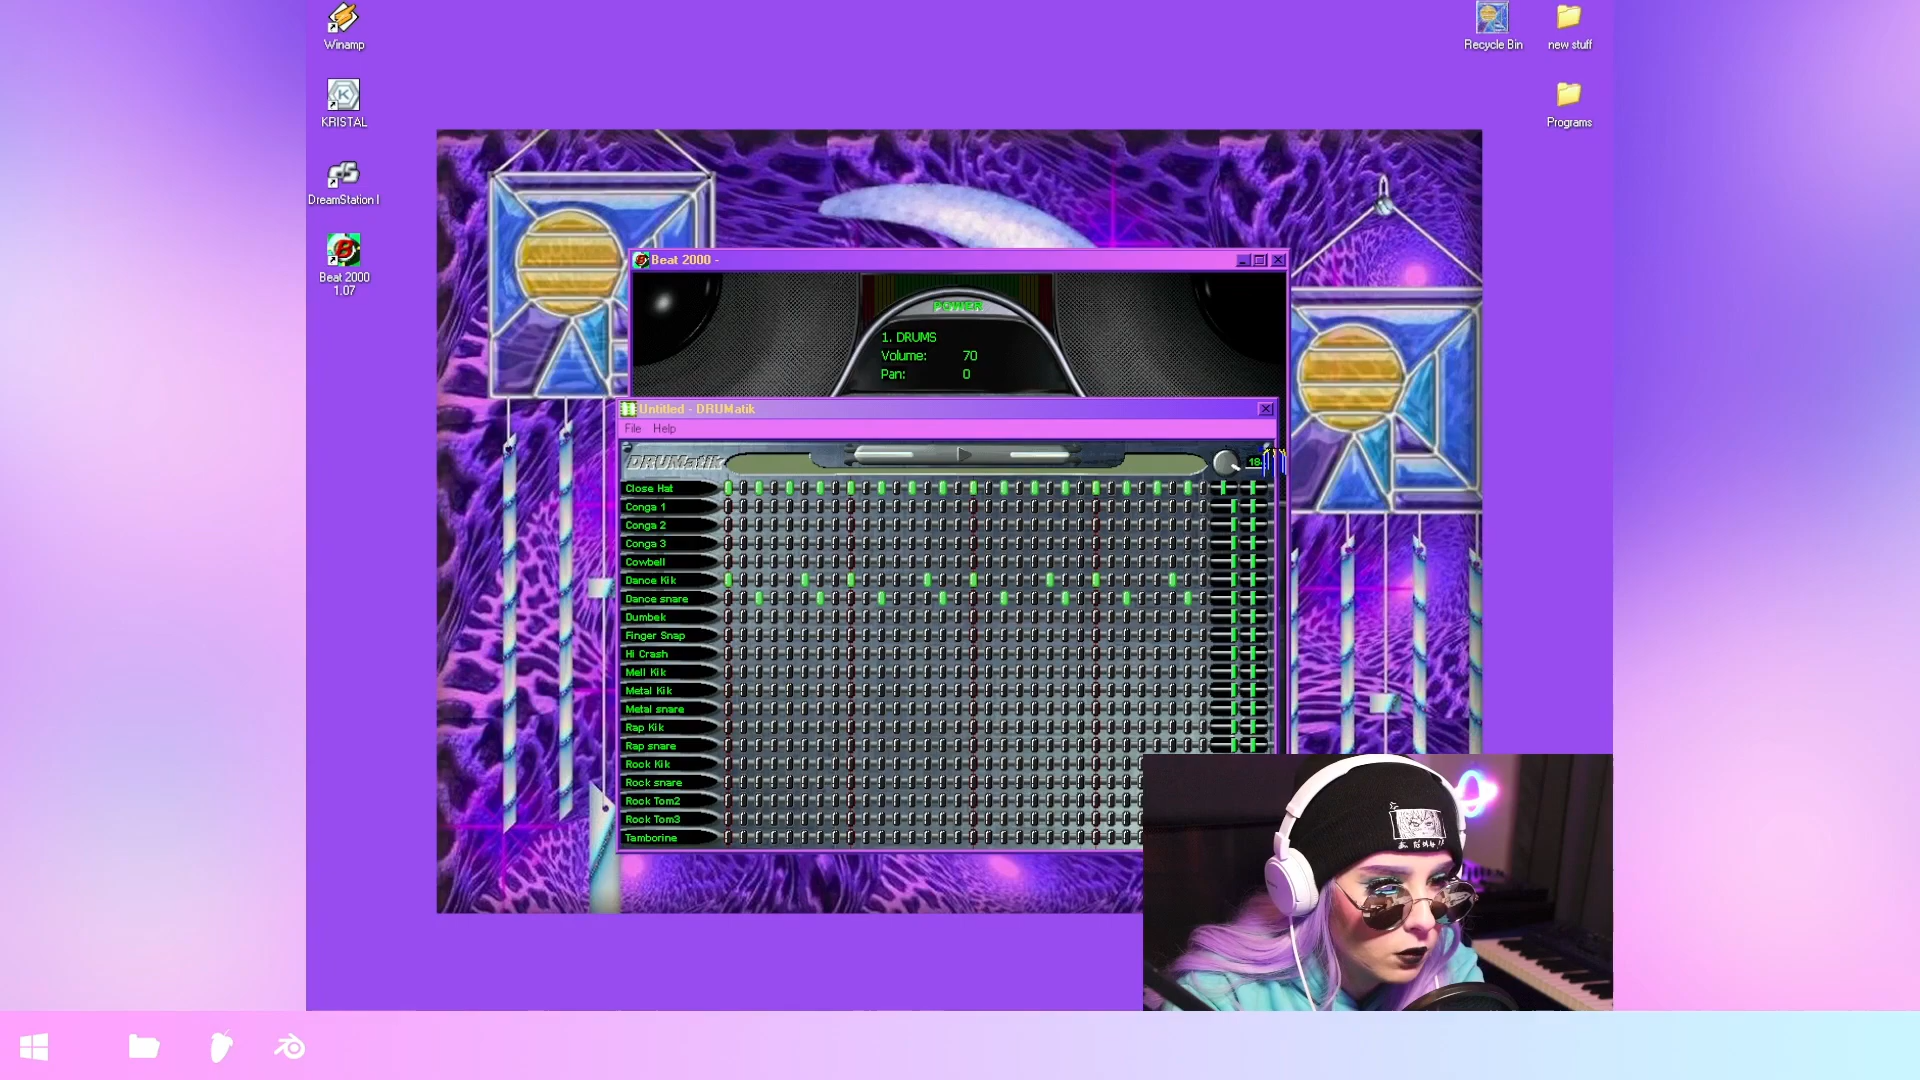 Winamp
KRISTAL
DreamStation I
Beat 2000
1.07
Recycle Bin
new stuff
Programs
Beat 2000 -
POWER
1. DRUMS
Volume: 70
Pan: 0
Untitled - DRUMatik
File Help
DRUMatik
Close Hat
Conga 1
Conga 2
Conga 3
Cowbell
Dance Kik
Dance snare
Dumbek
Finger Snap
Hi Crash
Mell Kik
Metal Kik
Metal snare
Rap Kik
Rap snare
Rock Kik
Rock snare
Rock Tom2
Rock Tom3
Tamborine